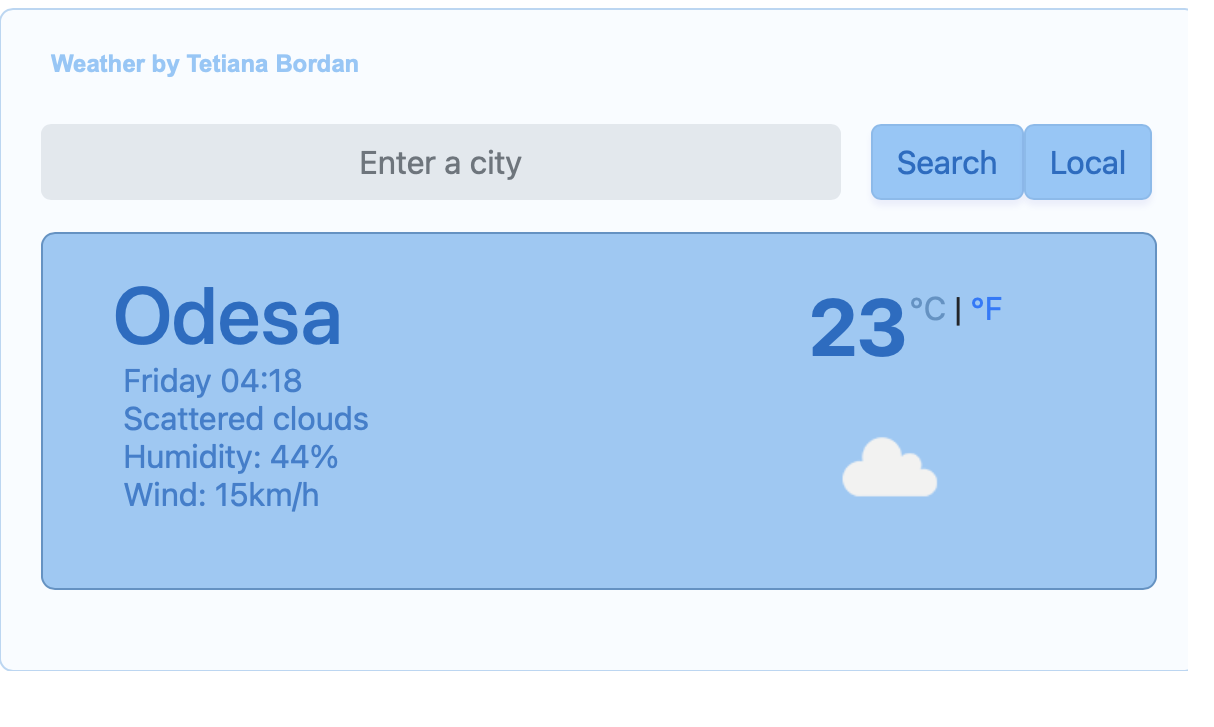 Weather by Tetiana Bordan
Enter a city
Search
Local
Odesa
23 °C | °F
Friday 04:18
Scattered clouds
Humidity: 44%
Wind: 15km/h